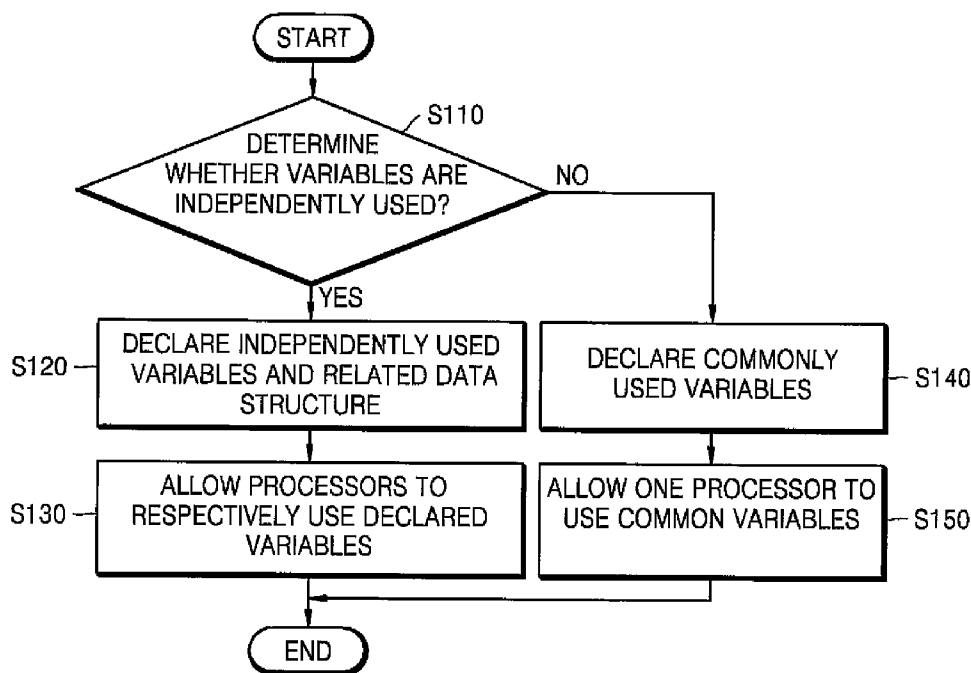 START
S110
DETERMINE
WHETHER VARIABLES ARE
INDEPENDENTLY USED?
NO
YES
S120
DECLARE INDEPENDENTLY USED
VARIABLES AND RELATED DATA
STRUCTURE
DECLARE COMMONLY
USED VARIABLES
S140
S130
ALLOW PROCESSORS TO
RESPECTIVELY USE DECLARED
VARIABLES
ALLOW ONE PROCESSOR TO
USE COMMON VARIABLES
S150
END